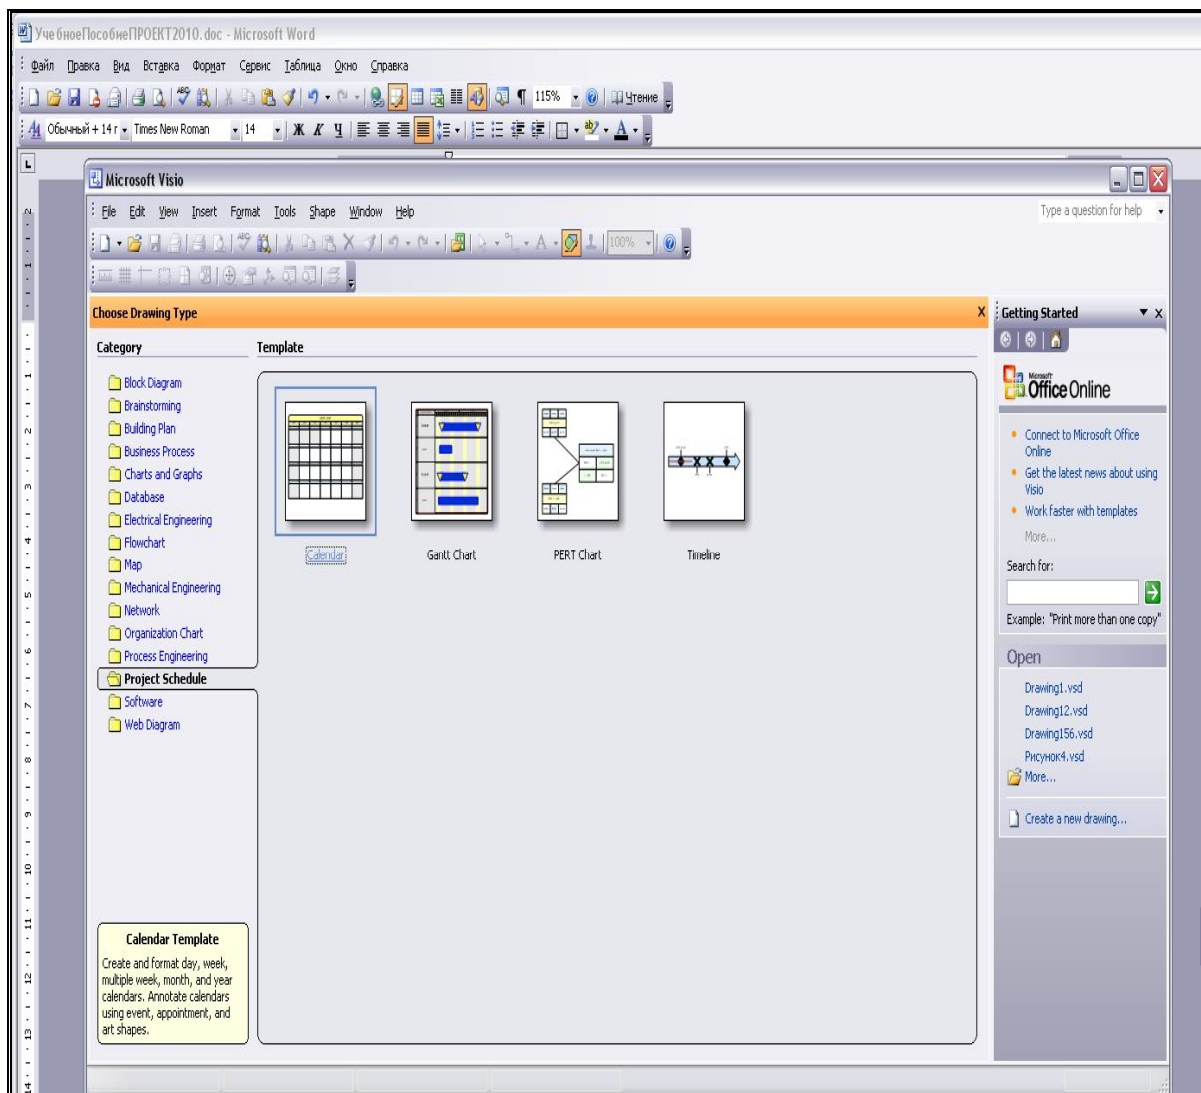 УчебноеПособиеПРОЕКТ2010.doc - Microsoft Word
Файл Правка Вид Вставка Формат Сервис Таблица Окно Справка
115% Чтение
Обычный + 14 г Times New Roman 14 Ж К Ч
Microsoft Visio
File Edit View Insert Format Tools Shape Window Help Type a question for help
100%
Choose Drawing Type
Category
Template
Block Diagram
Brainstorming
Building Plan
Business Process
Charts and Graphs
Database
Electrical Engineering
Flowchart
Map
Mechanical Engineering
Network
Organization Chart
Process Engineering
Project Schedule
Software
Web Diagram
Calendar Gantt Chart PERT Chart Timeline
Calendar Template
Create and format day, week,
multiple week, month, and year
calendars. Annotate calendars
using event, appointment, and
art shapes.
Getting Started
Microsoft
Office Online
Connect to Microsoft Office
Online
Get the latest news about using
Visio
Work faster with templates
More...
Search for:
Example: "Print more than one copy"
Open
Drawing1.vsd
Drawing12.vsd
Drawing156.vsd
Рисунок4.vsd
More...
Create a new drawing...